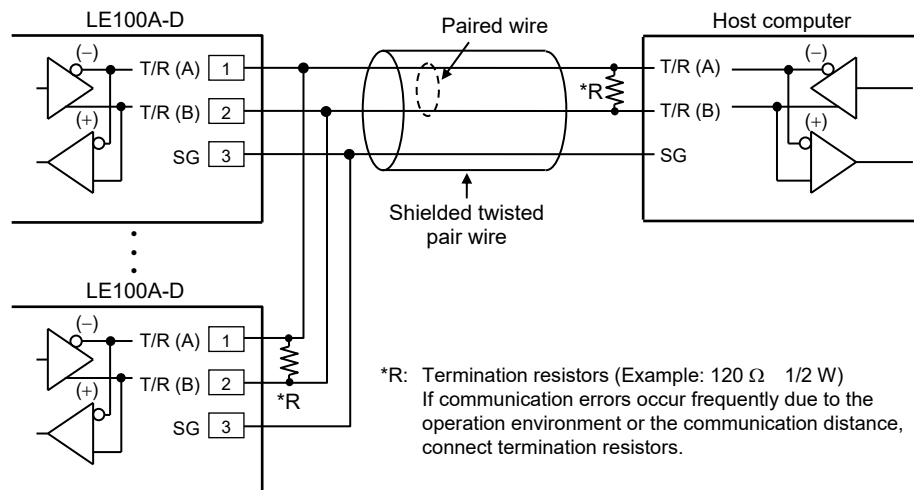 LE100A-D
Paired wire
Host computer
(−)
T/R (A) 1
*R
T/R (A)
(−)
T/R (B) 2
T/R (B)
(+)
(+)
SG 3
SG
Shielded twisted
pair wire
LE100A-D
(−)
T/R (A) 1
T/R (B) 2
(+)
*R
SG 3
*R: Termination resistors (Example: 120 Ω 1/2 W)
If communication errors occur frequently due to the
operation environment or the communication distance,
connect termination resistors.